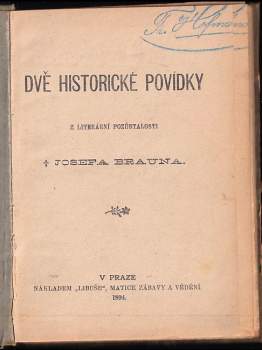 DVĚ HISTORICKÉ POVÍDKY
Z LITERÁRNÍ POZŮSTALOSTI
† JOSEFA BRAUNA.
V PRAZE
NÁKLADEM „LIBUŠE“, MATICE ZÁBAVY A VĚDĚNÍ
1894.